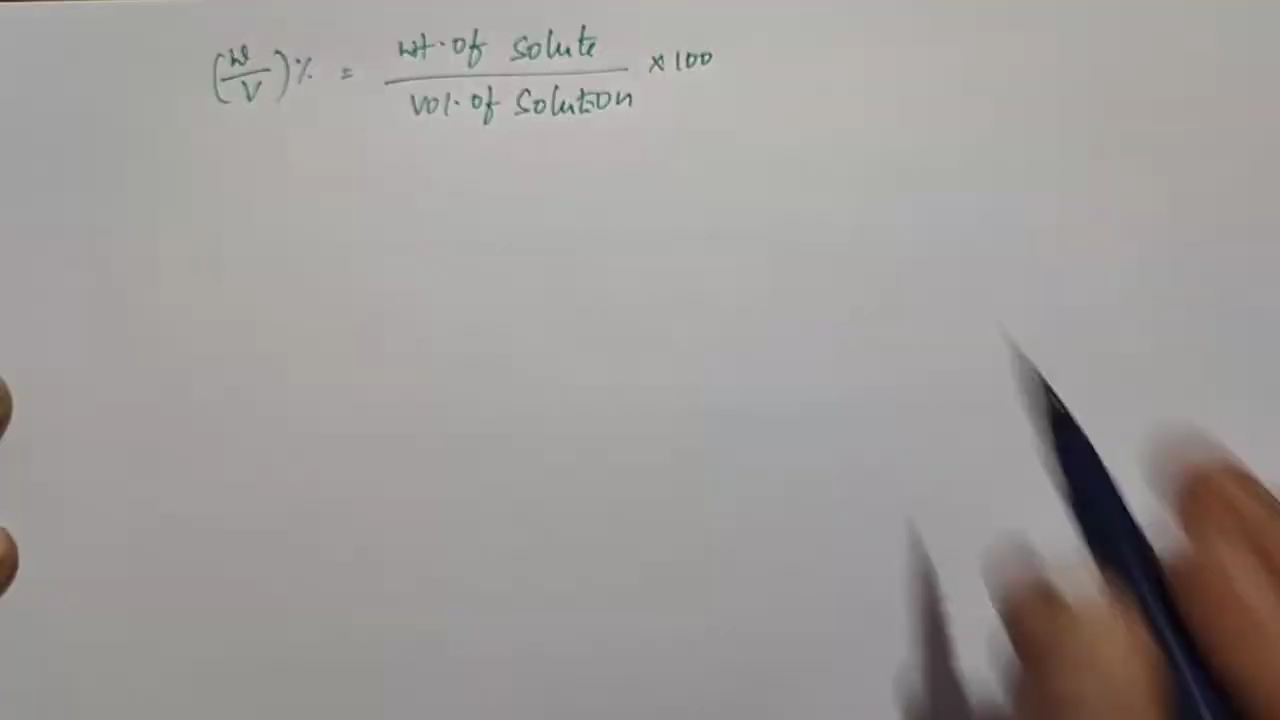 (w/v)% = wt. of solute / vol. of solution × 100